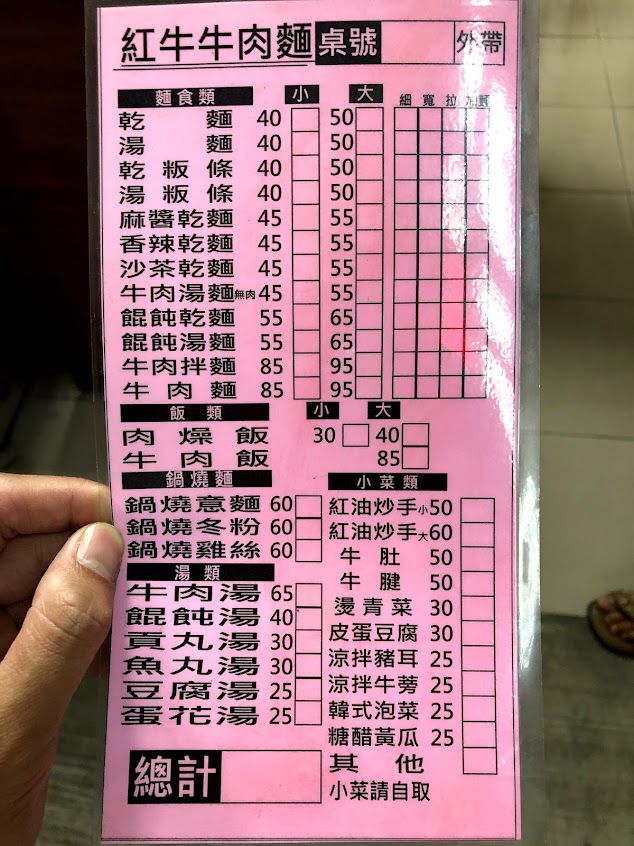 紅牛牛肉麵 桌號 外帶
麵食類 小 大 細 寬 拉
乾麵 40 50
湯麵 40 50
乾粄條 40 50
湯粄條 40 50
麻醬乾麵 45 55
香辣乾麵 45 55
沙茶乾麵 45 55
牛肉湯麵無肉 45 55
餛飩乾麵 55 65
餛飩湯麵 55 65
牛肉拌麵 85 95
牛肉麵 85 95
飯類 小 大
肉燥飯 30 40
牛肉飯 85
鍋燒麵
鍋燒意麵 60
鍋燒冬粉 60
鍋燒雞絲 60
湯類
牛肉湯 65
餛飩湯 40
貢丸湯 30
魚丸湯 30
豆腐湯 25
蛋花湯 25
小菜類
紅油炒手小 50
紅油炒手大 60
牛肚 50
牛腱 50
燙青菜 30
皮蛋豆腐 30
涼拌豬耳 25
涼拌牛蒡 25
韓式泡菜 25
糖醋黃瓜 25
其他
小菜請自取
總計